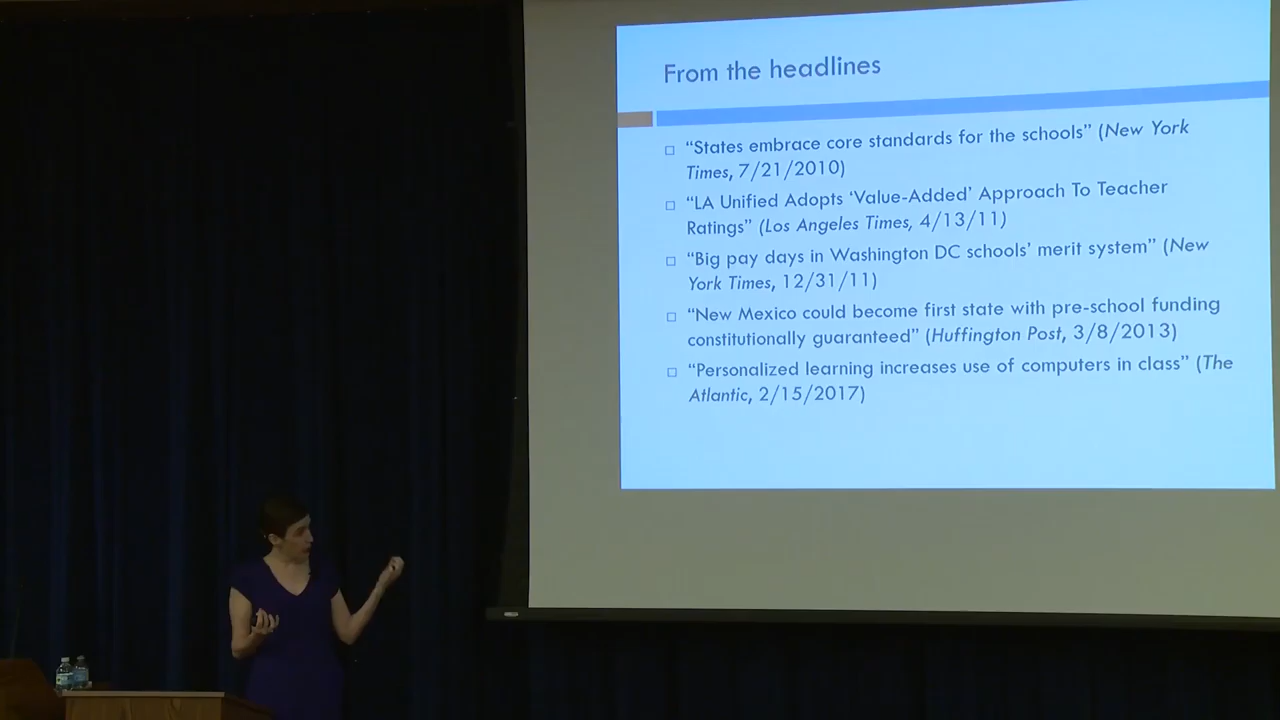 From the headlines
“States embrace core standards for the schools” (New York
Times, 7/21/2010)
“LA Unified Adopts ‘Value-Added’ Approach To Teacher
Ratings” (Los Angeles Times, 4/13/11)
“Big pay days in Washington DC schools’ merit system” (New
York Times, 12/31/11)
“New Mexico could become first state with pre-school funding
constitutionally guaranteed” (Huffington Post, 3/8/2013)
“Personalized learning increases use of computers in class” (The
Atlantic, 2/15/2017)